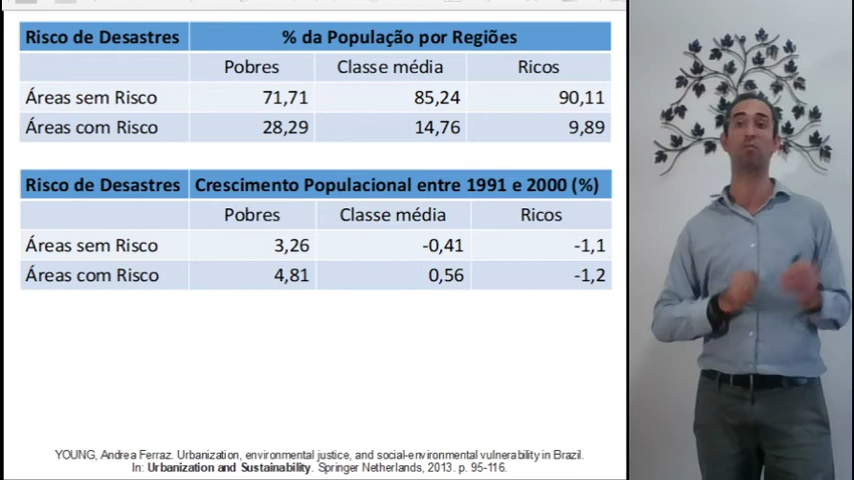 Risco de Desastres % da População por Regiões
Pobres Classe média Ricos
Áreas sem Risco 71,71 85,24 90,11
Áreas com Risco 28,29 14,76 9,89
Risco de Desastres Crescimento Populacional entre 1991 e 2000 (%)
Pobres Classe média Ricos
Áreas sem Risco 3,26 -0,41 -1,1
Áreas com Risco 4,81 0,56 -1,2
YOUNG, Andrea Ferraz. Urbanization, environmental justice, and social-environmental vulnerability in Brazil.
In: Urbanization and Sustainability. Springer Netherlands, 2013. p. 95-116.